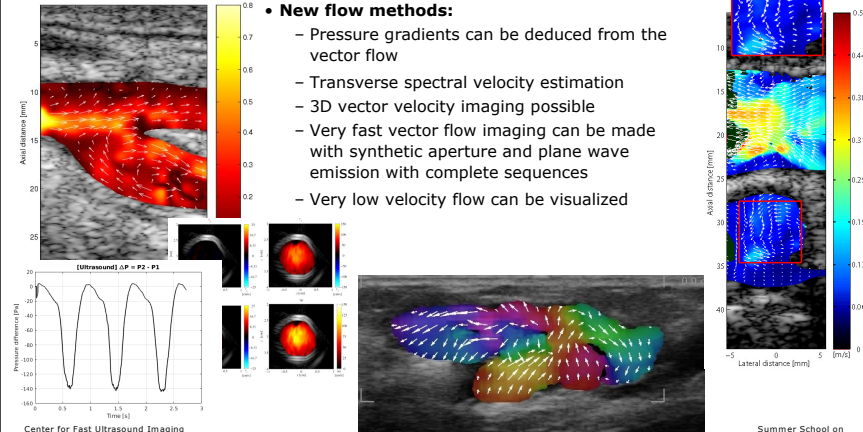 • New flow methods:
– Pressure gradients can be deduced from the
vector flow
– Transverse spectral velocity estimation
– 3D vector velocity imaging possible
– Very fast vector flow imaging can be made
with synthetic aperture and plane wave
emission with complete sequences
– Very low velocity flow can be visualized
Axial distance [mm]
5
10
15
20
25
0.8
0.7
0.6
0.5
0.4
0.3
0.2
[Ultrasound] ΔP = P2 - P1
Pressure difference [Pa]
20
0
-20
-40
-60
-80
-100
-120
-140
-160
0 0.5 1 1.5 2 2.5 3
Time [s]
Axial distance [mm]
10
15
20
25
30
35
40
−5 0 5
Lateral distance [mm]
[m/s]
Center for Fast Ultrasound Imaging
Summer School on